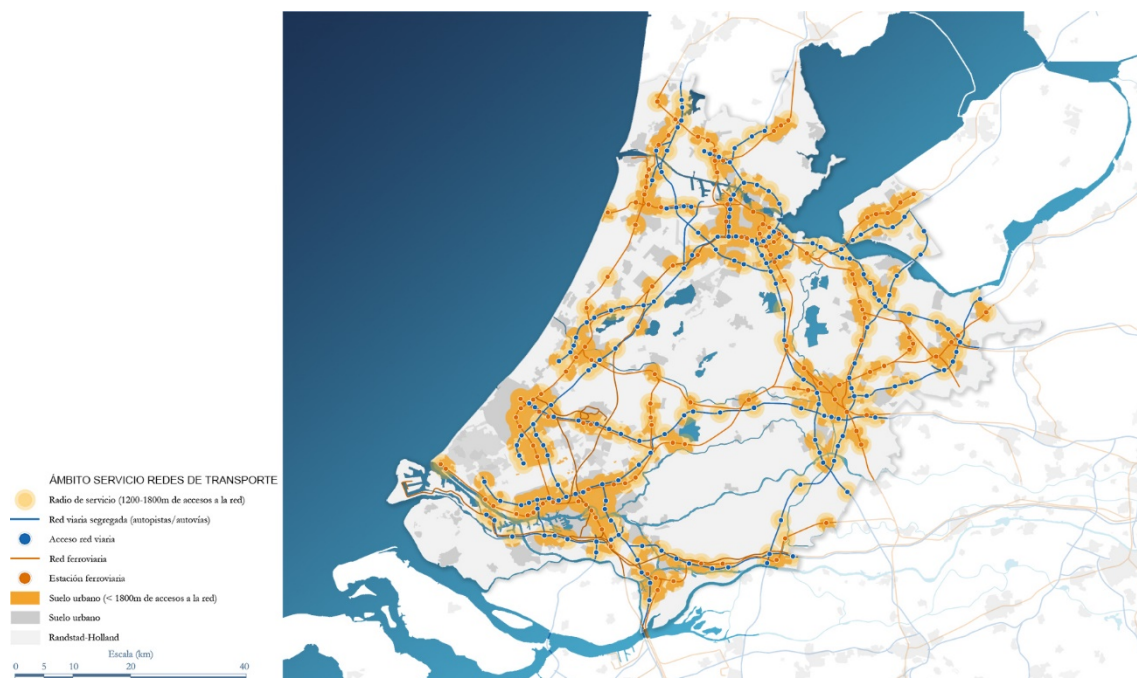 ÁMBITO SERVICIO REDES DE TRANSPORTE
Radio de servicio (1200-1800m de accesos a la red)
Red viaria segregada (autopistas/autovías)
Acceso red viaria
Red ferroviaria
Estación ferroviaria
Suelo urbano (< 1800m de accesos a la red)
Suelo urbano
Randstad-Holland
Escala (km)
0 5 10 20 40